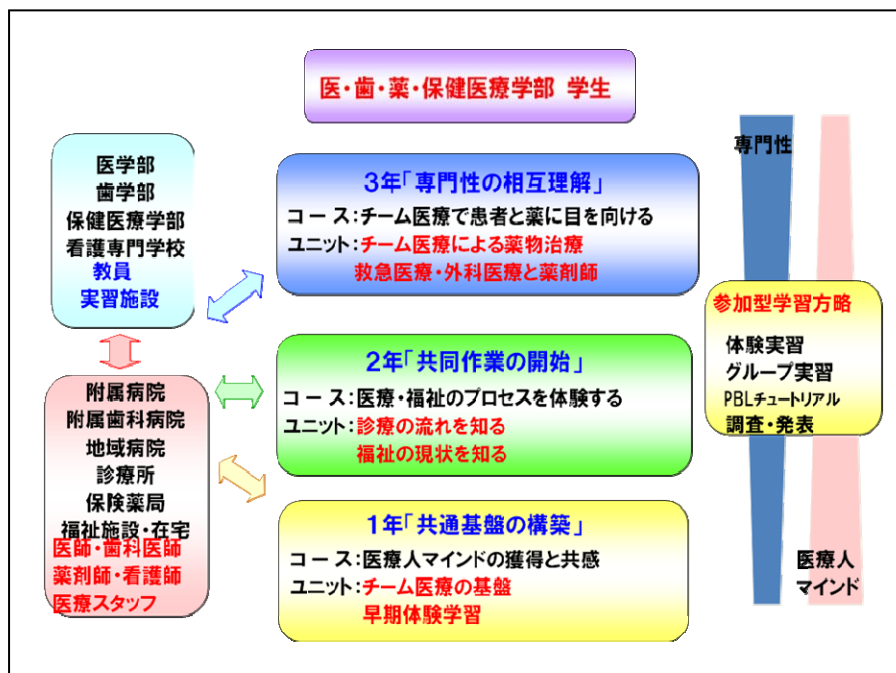 医・歯・薬・保健医療学部 学生
医学部
歯学部
保健医療学部
看護専門学校
教員
実習施設
附属病院
附属歯科病院
地域病院
診療所
保険薬局
福祉施設・在宅
医師・歯科医師
薬剤師・看護師
医療スタッフ
3年「専門性の相互理解」
コース：チーム医療で患者と薬に目を向ける
ユニット：チーム医療による薬物治療
救急医療・外科医療と薬剤師
2年「共同作業の開始」
コース：医療・福祉のプロセスを体験する
ユニット：診療の流れを知る
福祉の現状を知る
1年「共通基盤の構築」
コース：医療人マインドの獲得と共感
ユニット：チーム医療の基盤
早期体験学習
専門性
参加型学習方略
体験実習
グループ実習
PBLチュートリアル
調査・発表
医療人
マインド